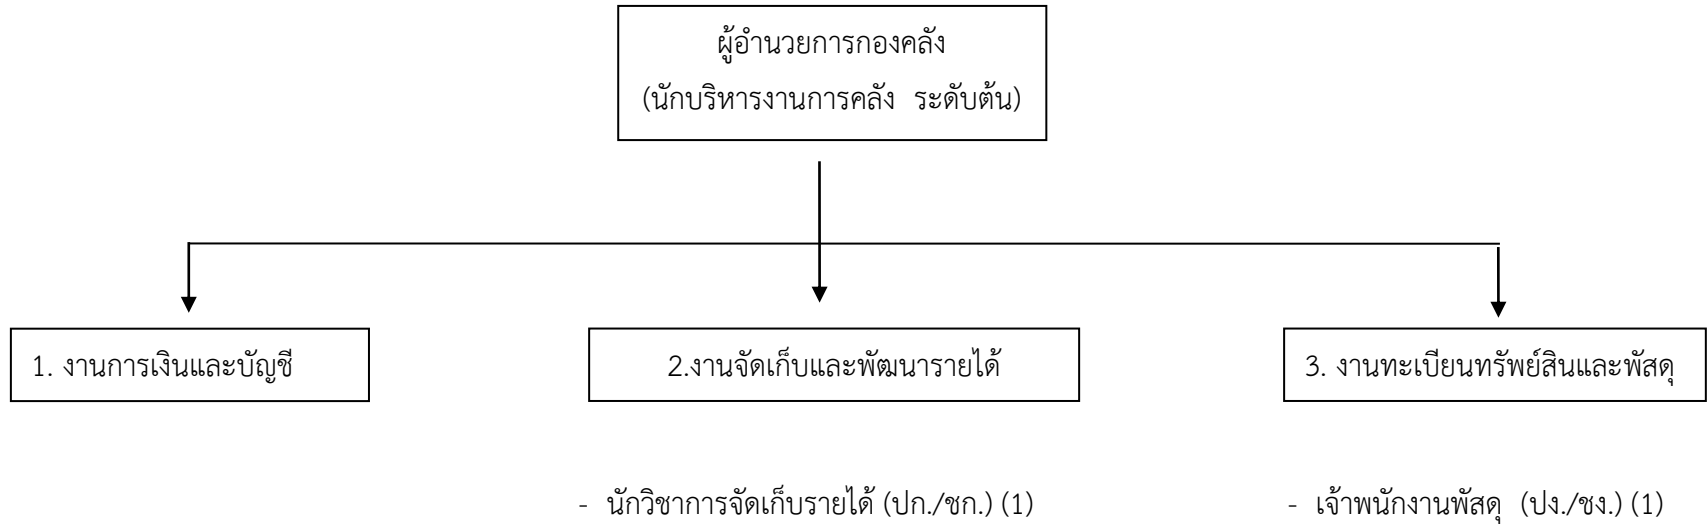 ผู้อำนวยการกองคลัง
(นักบริหารงานการคลัง ระดับต้น)
1. งานการเงินและบัญชี
2.งานจัดเก็บและพัฒนารายได้
3. งานทะเบียนทรัพย์สินและพัสดุ
- นักวิชาการจัดเก็บรายได้ (ปก./ชก.) (1)
- เจ้าพนักงานพัสดุ (ปง./ชง.) (1)